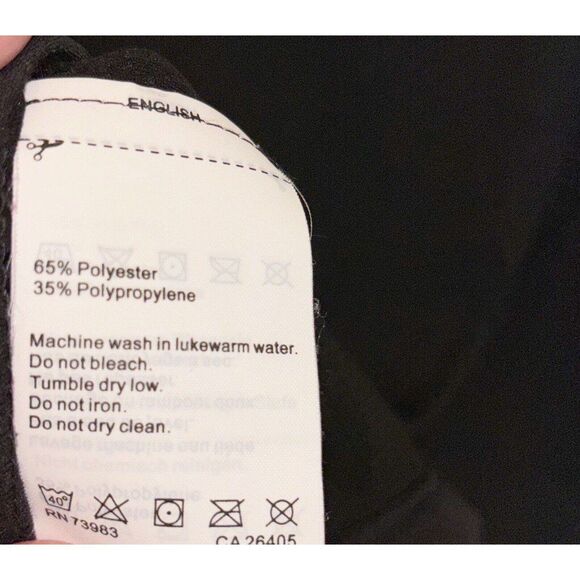 ENGLISH
65% Polyester
35% Polypropylene
Machine wash in lukewarm water.
Do not bleach.
Tumble dry low.
Do not iron.
Do not dry clean.
40°
RN 73983
CA 26405